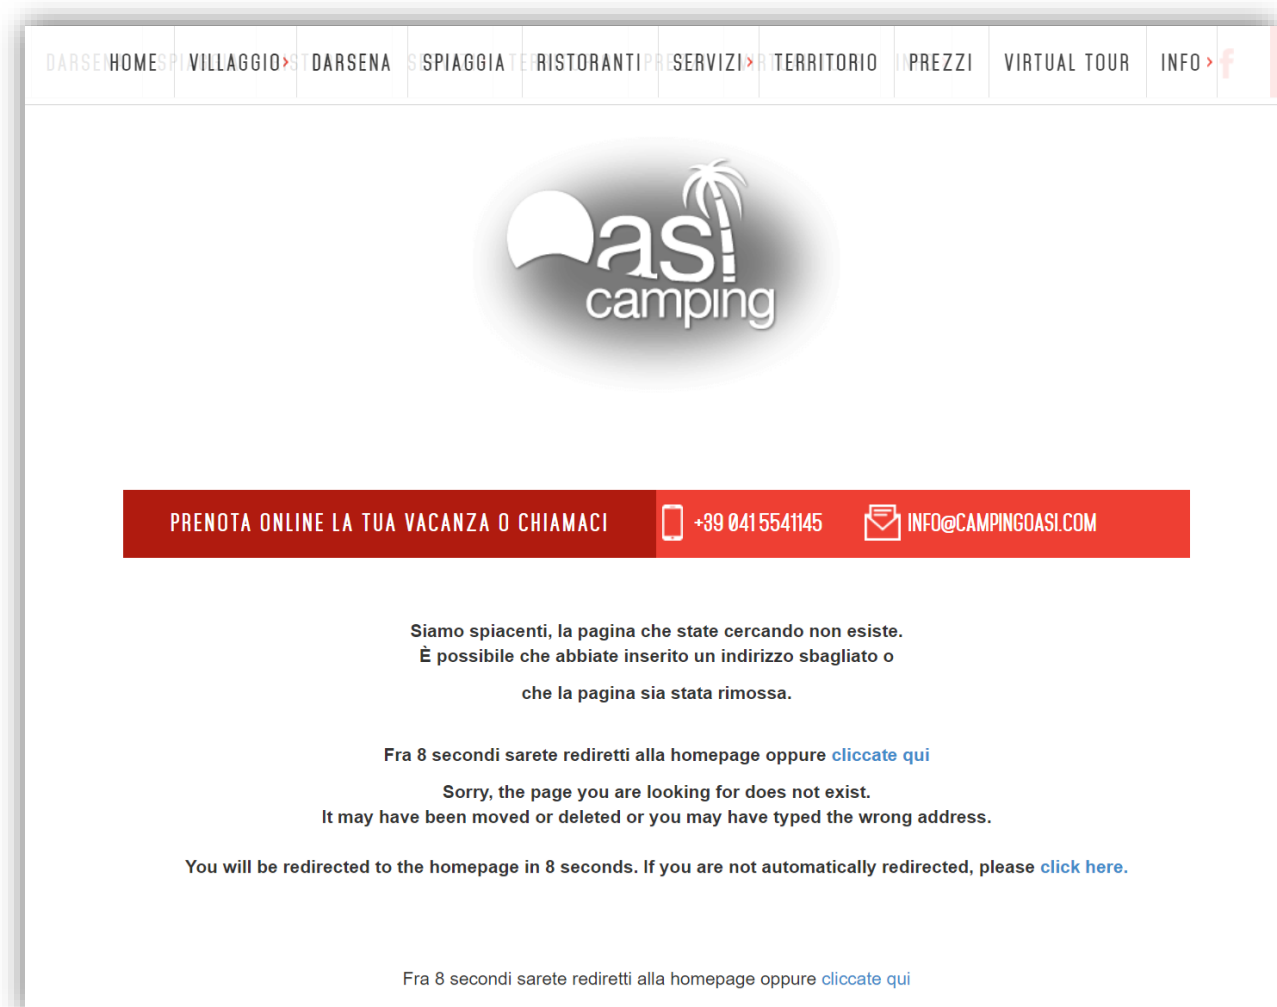 HOME VILLAGGIO DARSENA SPIAGGIA RISTORANTI SERVIZI TERRITORIO PREZZI VIRTUAL TOUR INFO
Oasi
camping
PRENOTA ONLINE LA TUA VACANZA O CHIAMACI +39 041 5541145 INFO@CAMPINGOASI.COM
Siamo spiacenti, la pagina che state cercando non esiste.
È possibile che abbiate inserito un indirizzo sbagliato o
che la pagina sia stata rimossa.
Fra 8 secondi sarete rediretti alla homepage oppure cliccate qui
Sorry, the page you are looking for does not exist.
It may have been moved or deleted or you may have typed the wrong address.
You will be redirected to the homepage in 8 seconds. If you are not automatically redirected, please click here.
Fra 8 secondi sarete rediretti alla homepage oppure cliccate qui